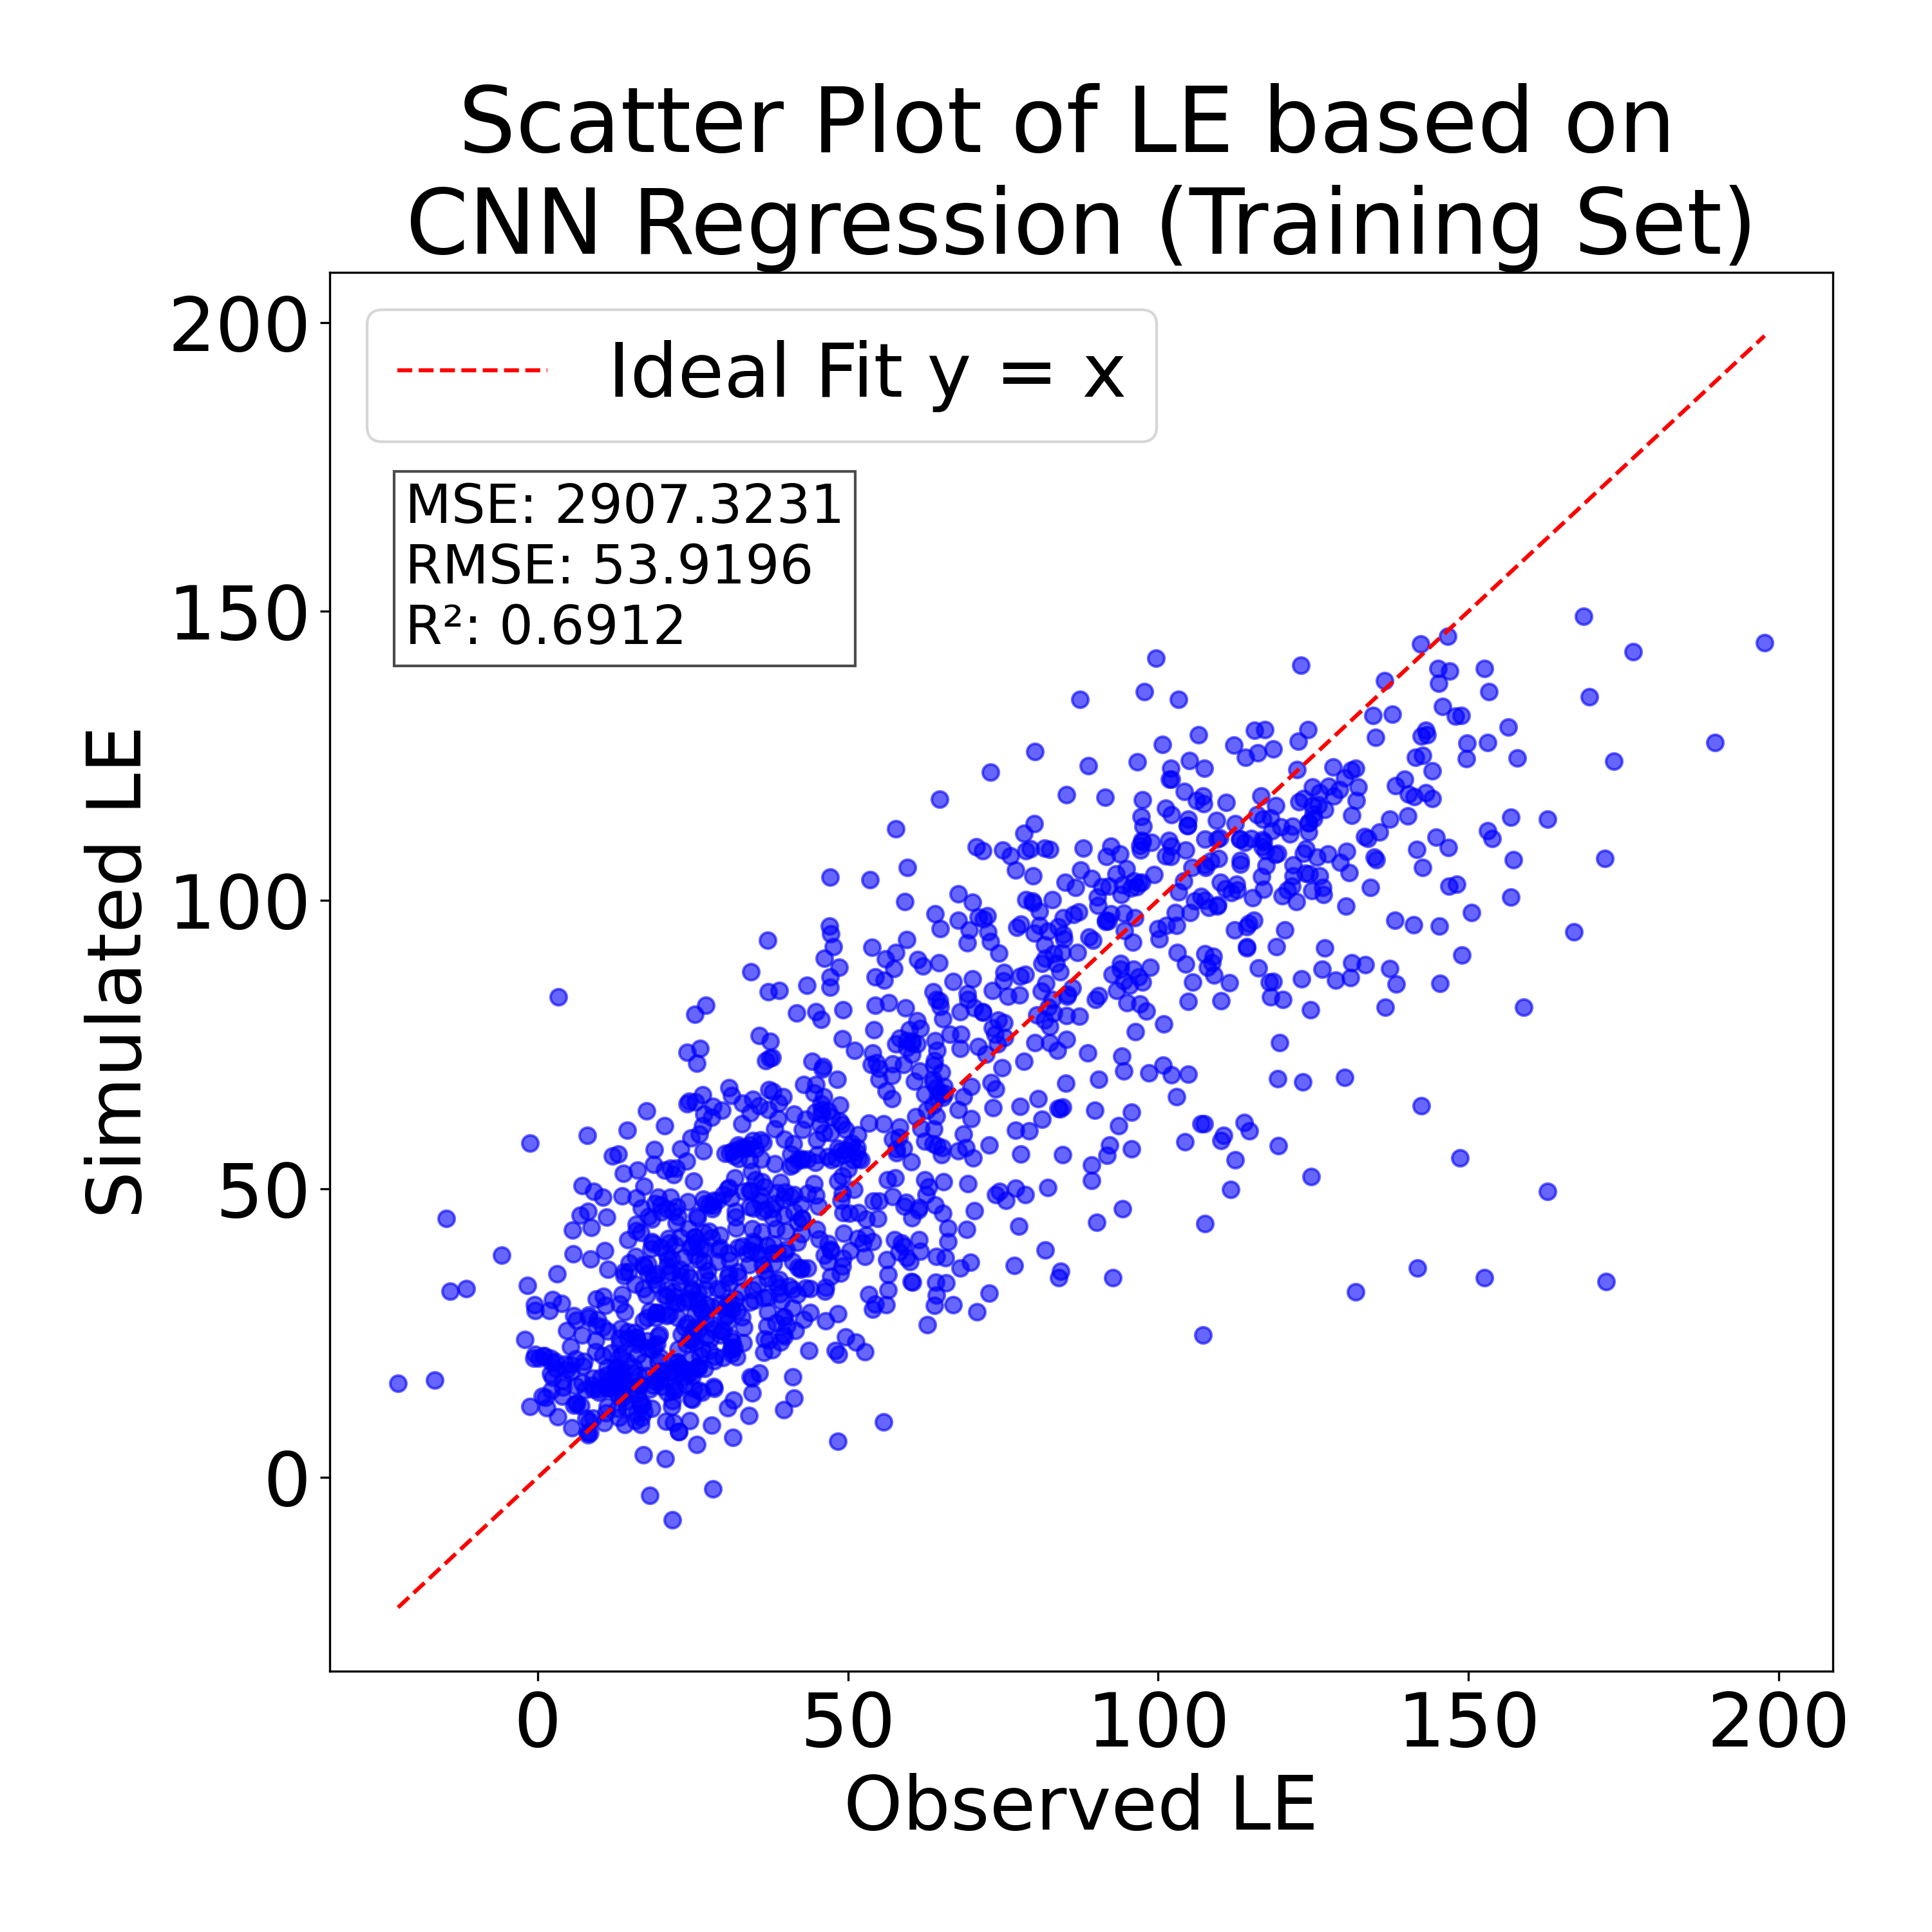 Scatter Plot of LE based on
CNN Regression (Training Set)
Ideal Fit y = x
MSE: 2907.3231
RMSE: 53.9196
R²: 0.6912
Simulated LE
200
150
100
50
0
0 50 100 150 200
Observed LE